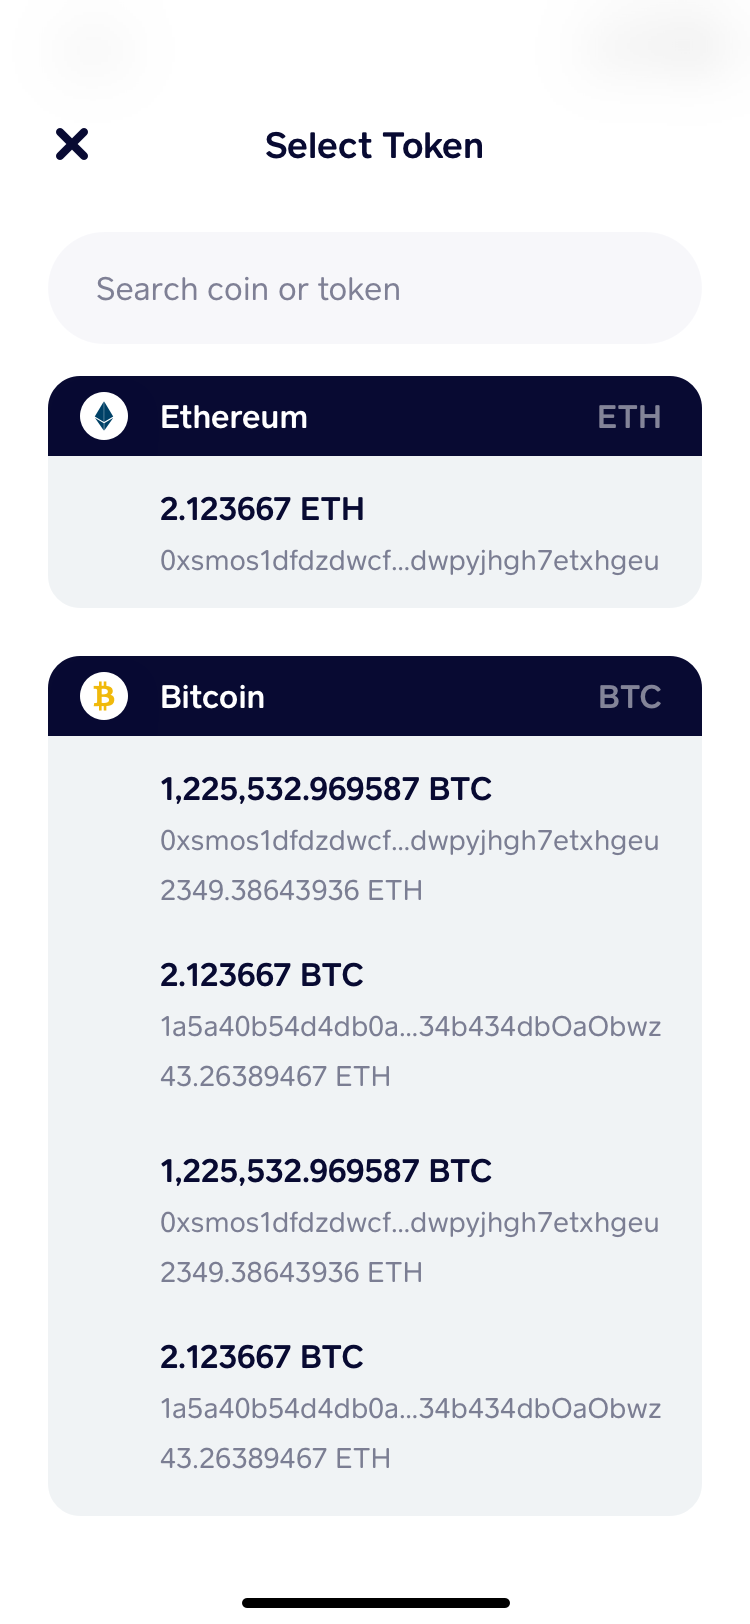 Select Token
Search coin or token
Ethereum ETH
2.123667 ETH
0xsmos1dfdzdwcf...dwpyjhgh7etxhgeu
Bitcoin BTC
1,225,532.969587 BTC
0xsmos1dfdzdwcf...dwpyjhgh7etxhgeu
2349.38643936 ETH
2.123667 BTC
1a5a40b54d4db0a...34b434dbOaObwz
43.26389467 ETH
1,225,532.969587 BTC
0xsmos1dfdzdwcf...dwpyjhgh7etxhgeu
2349.38643936 ETH
2.123667 BTC
1a5a40b54d4db0a...34b434dbOaObwz
43.26389467 ETH